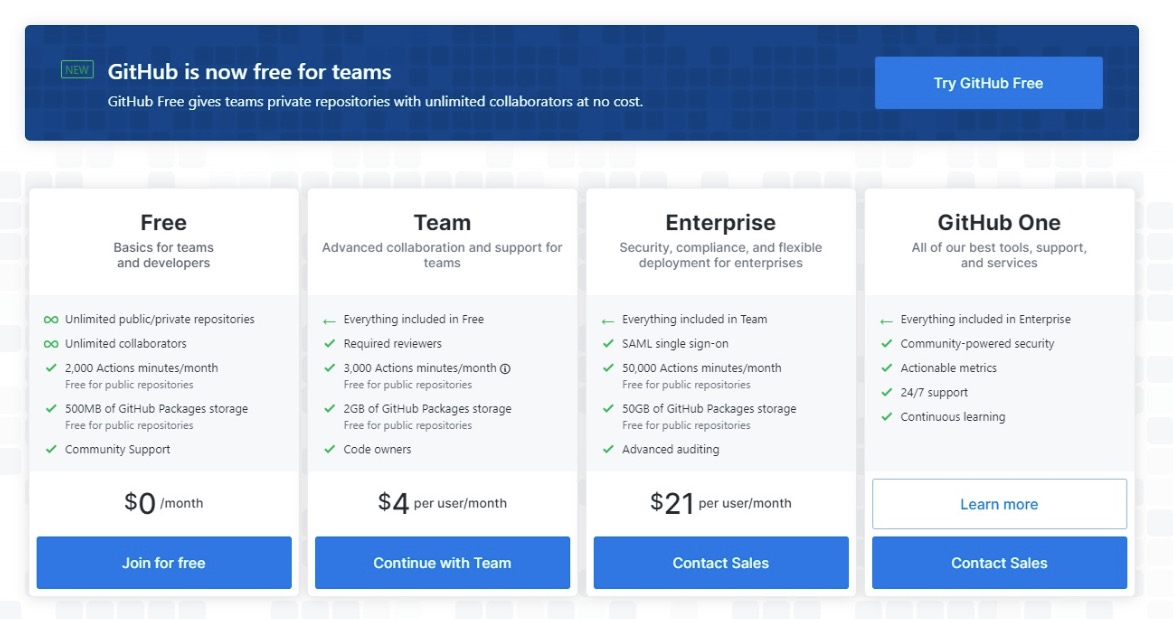 NEW GitHub is now free for teams
GitHub Free gives teams private repositories with unlimited collaborators at no cost.
Try GitHub Free
Free
Basics for teams
and developers
Unlimited public/private repositories
Unlimited collaborators
2,000 Actions minutes/month
Free for public repositories
500MB of GitHub Packages storage
Free for public repositories
Community Support
$0 /month
Join for free
Team
Advanced collaboration and support for
teams
Everything included in Free
Required reviewers
3,000 Actions minutes/month
Free for public repositories
2GB of GitHub Packages storage
Free for public repositories
Code owners
$4 per user/month
Continue with Team
Enterprise
Security, compliance, and flexible
deployment for enterprises
Everything included in Team
SAML single sign-on
50,000 Actions minutes/month
Free for public repositories
50GB of GitHub Packages storage
Free for public repositories
Advanced auditing
$21 per user/month
Contact Sales
GitHub One
All of our best tools, support,
and services
Everything included in Enterprise
Community-powered security
Actionable metrics
24/7 support
Continuous learning
Learn more
Contact Sales